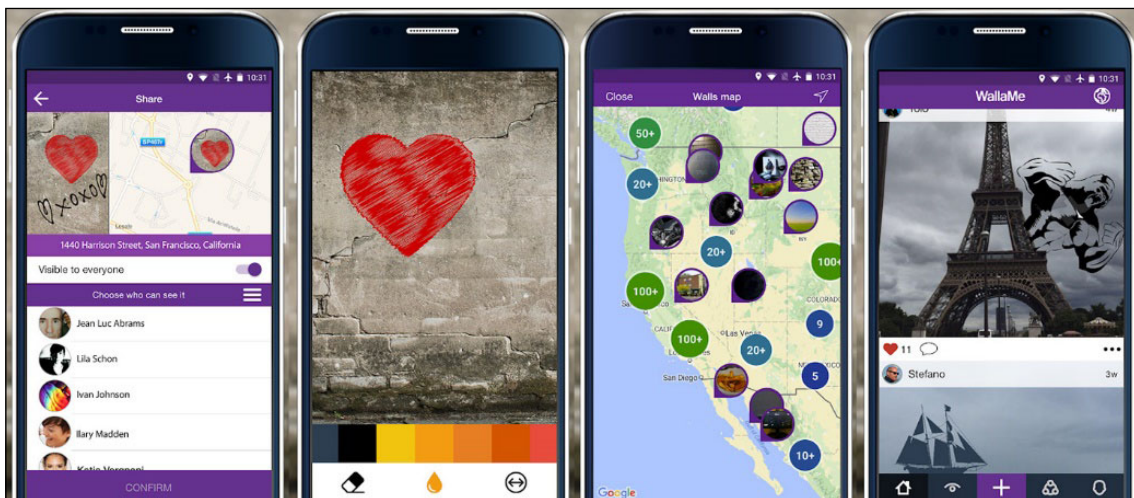 10:31
Share
XOXO
1440 Harrison Street, San Francisco, California
Visible to everyone
Choose who can see it
Jean Luc Abrams
Lila Schon
Ivan Johnson
Ilary Madden
CONFIRM
10:31
Close
Walls map
50+
20+
HINGTON
20+
100+
100+
COLORADO
100+
Las Vegas
9
20+
San Diego
5
10+
Google
10:31
WallaMe
11
Stefano
3w